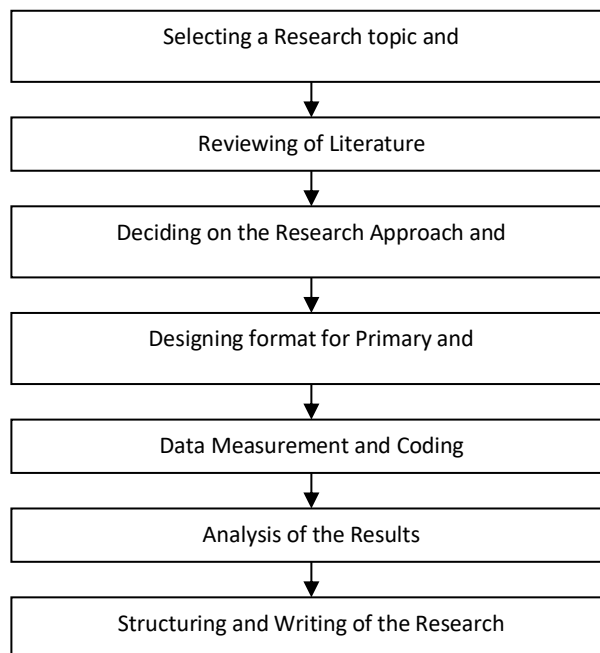 Selecting a Research topic and
Reviewing of Literature
Deciding on the Research Approach and
Designing format for Primary and
Data Measurement and Coding
Analysis of the Results
Structuring and Writing of the Research